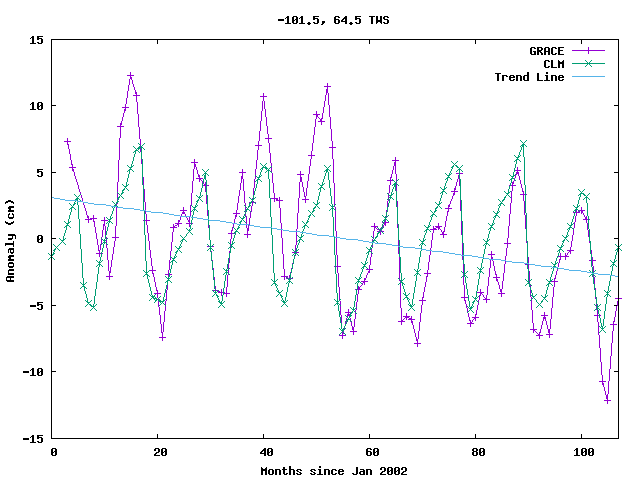 -101.5, 64.5 TWS
GRACE
CLM
Trend Line
15
10
5
0
-5
-10
-15
Anomaly (cm)
0 20 40 60 80 100
Months since Jan 2002